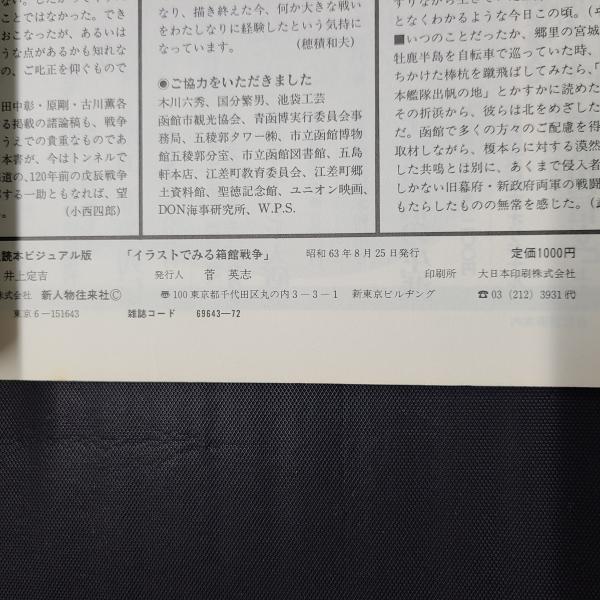 ことではなかった。でき
おこなったが、あるいは
うな点があるかも知れな
の、ご叱正を仰ぐもので
田中彰・原剛・古川薫各
る掲載の諸論稿も、戦争
うえでの貴重なものであ
本書が、今はトンネルで
道の、120年前の戊辰戦争
する一助ともなれば、望
。 (小西四郎)
なり、描き終えた今、何か大きな戦い
をわたしなりに経験したという気持に
なっています。 (穂積和夫)
◉ご協力をいただきました
木川六秀、国分繁男、池袋工芸
函館市観光協会、青函博実行委員会事
務局、五稜郭タワー㈱、市立函館博物
館五稜郭分室、市立函館図書館、五島
軒本店、江差町教育委員会、江差町郷
土資料館、聖徳記念館、ユニオン映画、
DON海事研究所、W.P.S.
となくわかるような今日この頃。
■いつのことだったか、郷里の宮城
牡鹿半島を自転車で巡っていた時、
ちかけた棒杭を蹴飛ばしてみたら、「
本艦隊出帆の地」とかすかに読めた
その折浜から、彼らは北をめざした
だ。函館で多くの方々のご配慮を得
取材しながら、榎本らに対する漠然
した共鳴とは別に、あくまで侵入者
しかない旧幕府・新政府両軍の戦闘
もたらしたものの無常を感じた。
読本ビジュアル版 「イラストでみる箱館戦争」 昭和63年8月25日発行 定価1000円
井上定吉 発行人 菅 英志 印刷所 大日本印刷株式会社
株式会社 新人物往来社Ⓒ 〠100 東京都千代田区丸の内3−3−1 新東京ビルヂング ☎03 (212) 3931㈹
東京6−151643 雑誌コード 69643—72